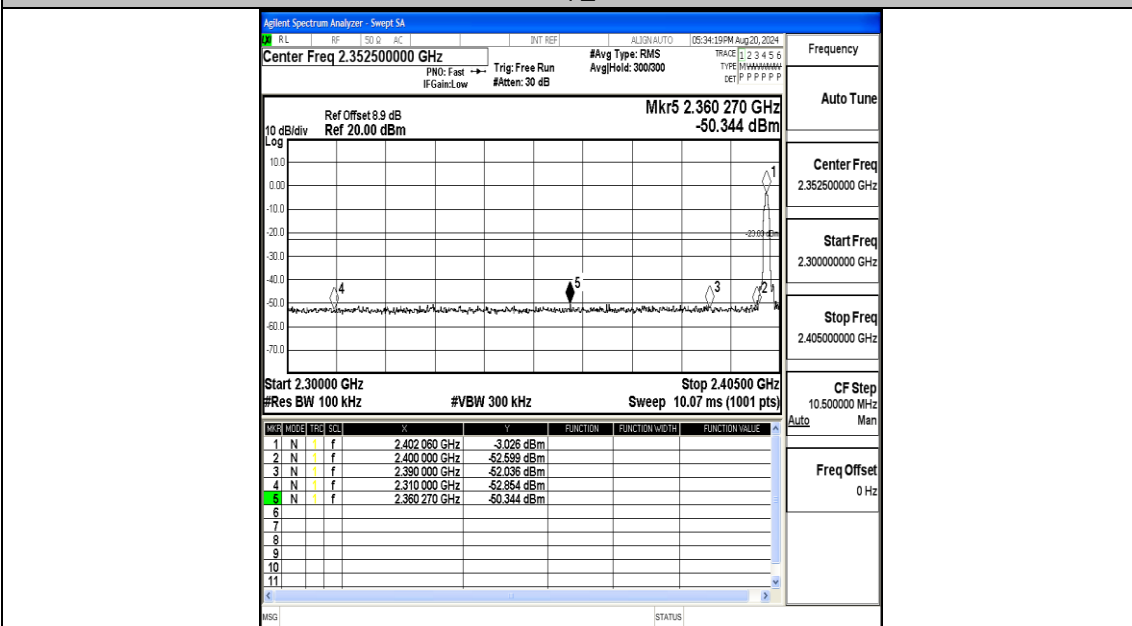 Agilent Spectrum Analyzer - Swept SA
RL RF 50 Ω AC INT REF ALIGN AUTO 05:34:19PM Aug 20, 2024
Center Freq 2.352500000 GHz
PNO: Fast
IFGain:Low
Trig: Free Run
#Atten: 30 dB
#Avg Type: RMS
Avg|Hold: 300/300
TRACE 1 2 3 4 5 6
TYPE MWWWWW
DET P P P P P P
Ref Offset 8.9 dB
10 dB/div Ref 20.00 dBm
Log
Mkr5 2.360 270 GHz
-50.344 dBm
10.0
0.00
-10.0
-20.0
-30.0
-40.0
-50.0
-60.0
-70.0
1
-23.03 dBm
4
5
3
2
Start 2.30000 GHz Stop 2.40500 GHz
#Res BW 100 kHz #VBW 300 kHz Sweep 10.07 ms (1001 pts)
MKR MODE TRC SCL X Y FUNCTION FUNCTION WIDTH FUNCTION VALUE
1 N 1 f 2.402 060 GHz -3.026 dBm
2 N 1 f 2.400 000 GHz -52.599 dBm
3 N 1 f 2.390 000 GHz -52.036 dBm
4 N 1 f 2.310 000 GHz -52.854 dBm
5 N 1 f 2.360 270 GHz -50.344 dBm
6
7
8
9
10
11
MSG STATUS
Frequency
Auto Tune
Center Freq
2.352500000 GHz
Start Freq
2.300000000 GHz
Stop Freq
2.405000000 GHz
CF Step
10.500000 MHz
Auto Man
Freq Offset
0 Hz